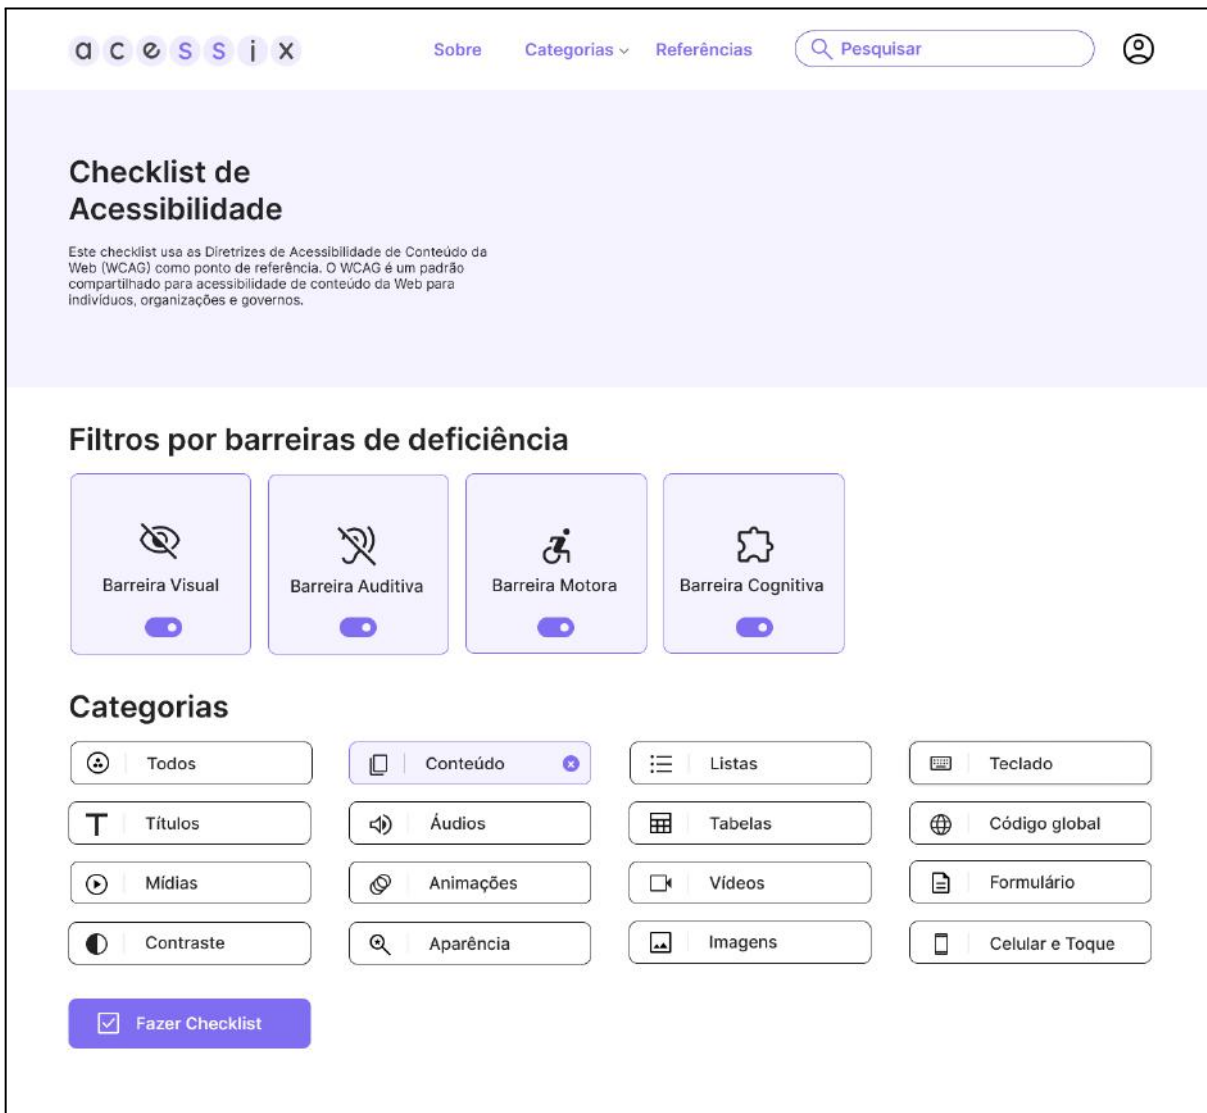 acessix
Sobre
Categorias
Referências
Pesquisar
Checklist de
Acessibilidade
Este checklist usa as Diretrizes de Acessibilidade de Conteúdo da
Web (WCAG) como ponto de referência. O WCAG é um padrão
compartilhado para acessibilidade de conteúdo da Web para
indivíduos, organizações e governos.
Filtros por barreiras de deficiência
Barreira Visual
Barreira Auditiva
Barreira Motora
Barreira Cognitiva
Categorias
Todos
Conteúdo
Listas
Teclado
Títulos
Áudios
Tabelas
Código global
Mídias
Animações
Vídeos
Formulário
Contraste
Aparência
Imagens
Celular e Toque
Fazer Checklist